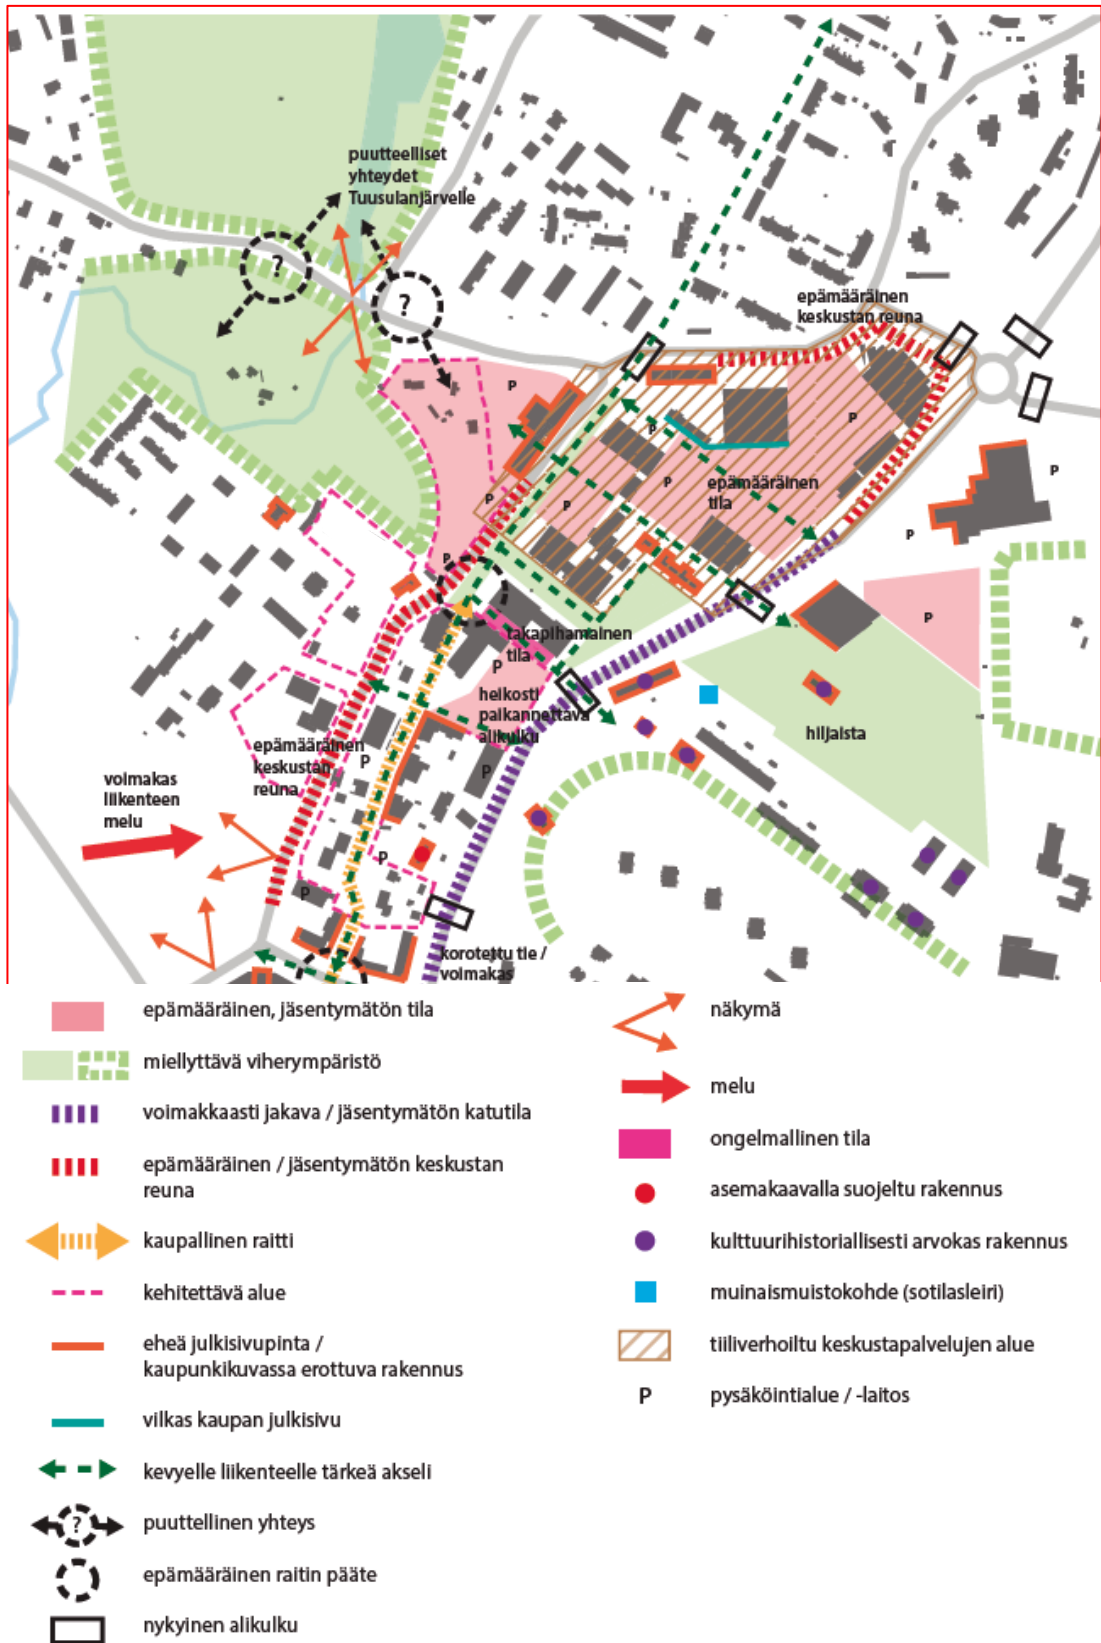 puutteelliset
yhteydet
Tuusulanjärvelle
?
?
epämääräinen
keskustan reuna
P
P
P
P
P
epämääräinen
tila
P
P
P
P
P
takapihamainen
tila
P
P
heikosti
paikannettava
alikulku
hiljaista
epämääräinen
keskustan
reuna
P
P
voimakas
liikenteen
melu
P
P
korotettu tie /
voimakas
epämääräinen, jäsentymätön tila
miellyttävä viherympäristö
voimakkaasti jakava / jäsentymätön katutila
epämääräinen / jäsentymätön keskustan
reuna
kaupallinen raitti
kehitettävä alue
eheä julkisivupinta /
kaupunkikuvassa erottuva rakennus
vilkas kaupan julkisivu
kevyelle liikenteelle tärkeä akseli
?
puuttellinen yhteys
epämääräinen raitin pääte
nykyinen alikulku
näkymä
melu
ongelmallinen tila
asemakaavalla suojeltu rakennus
kulttuurihistoriallisesti arvokas rakennus
muinaismuistokohde (sotilasleiri)
tiiliverhoiltu keskustapalvelujen alue
P pysäköintialue / -laitos